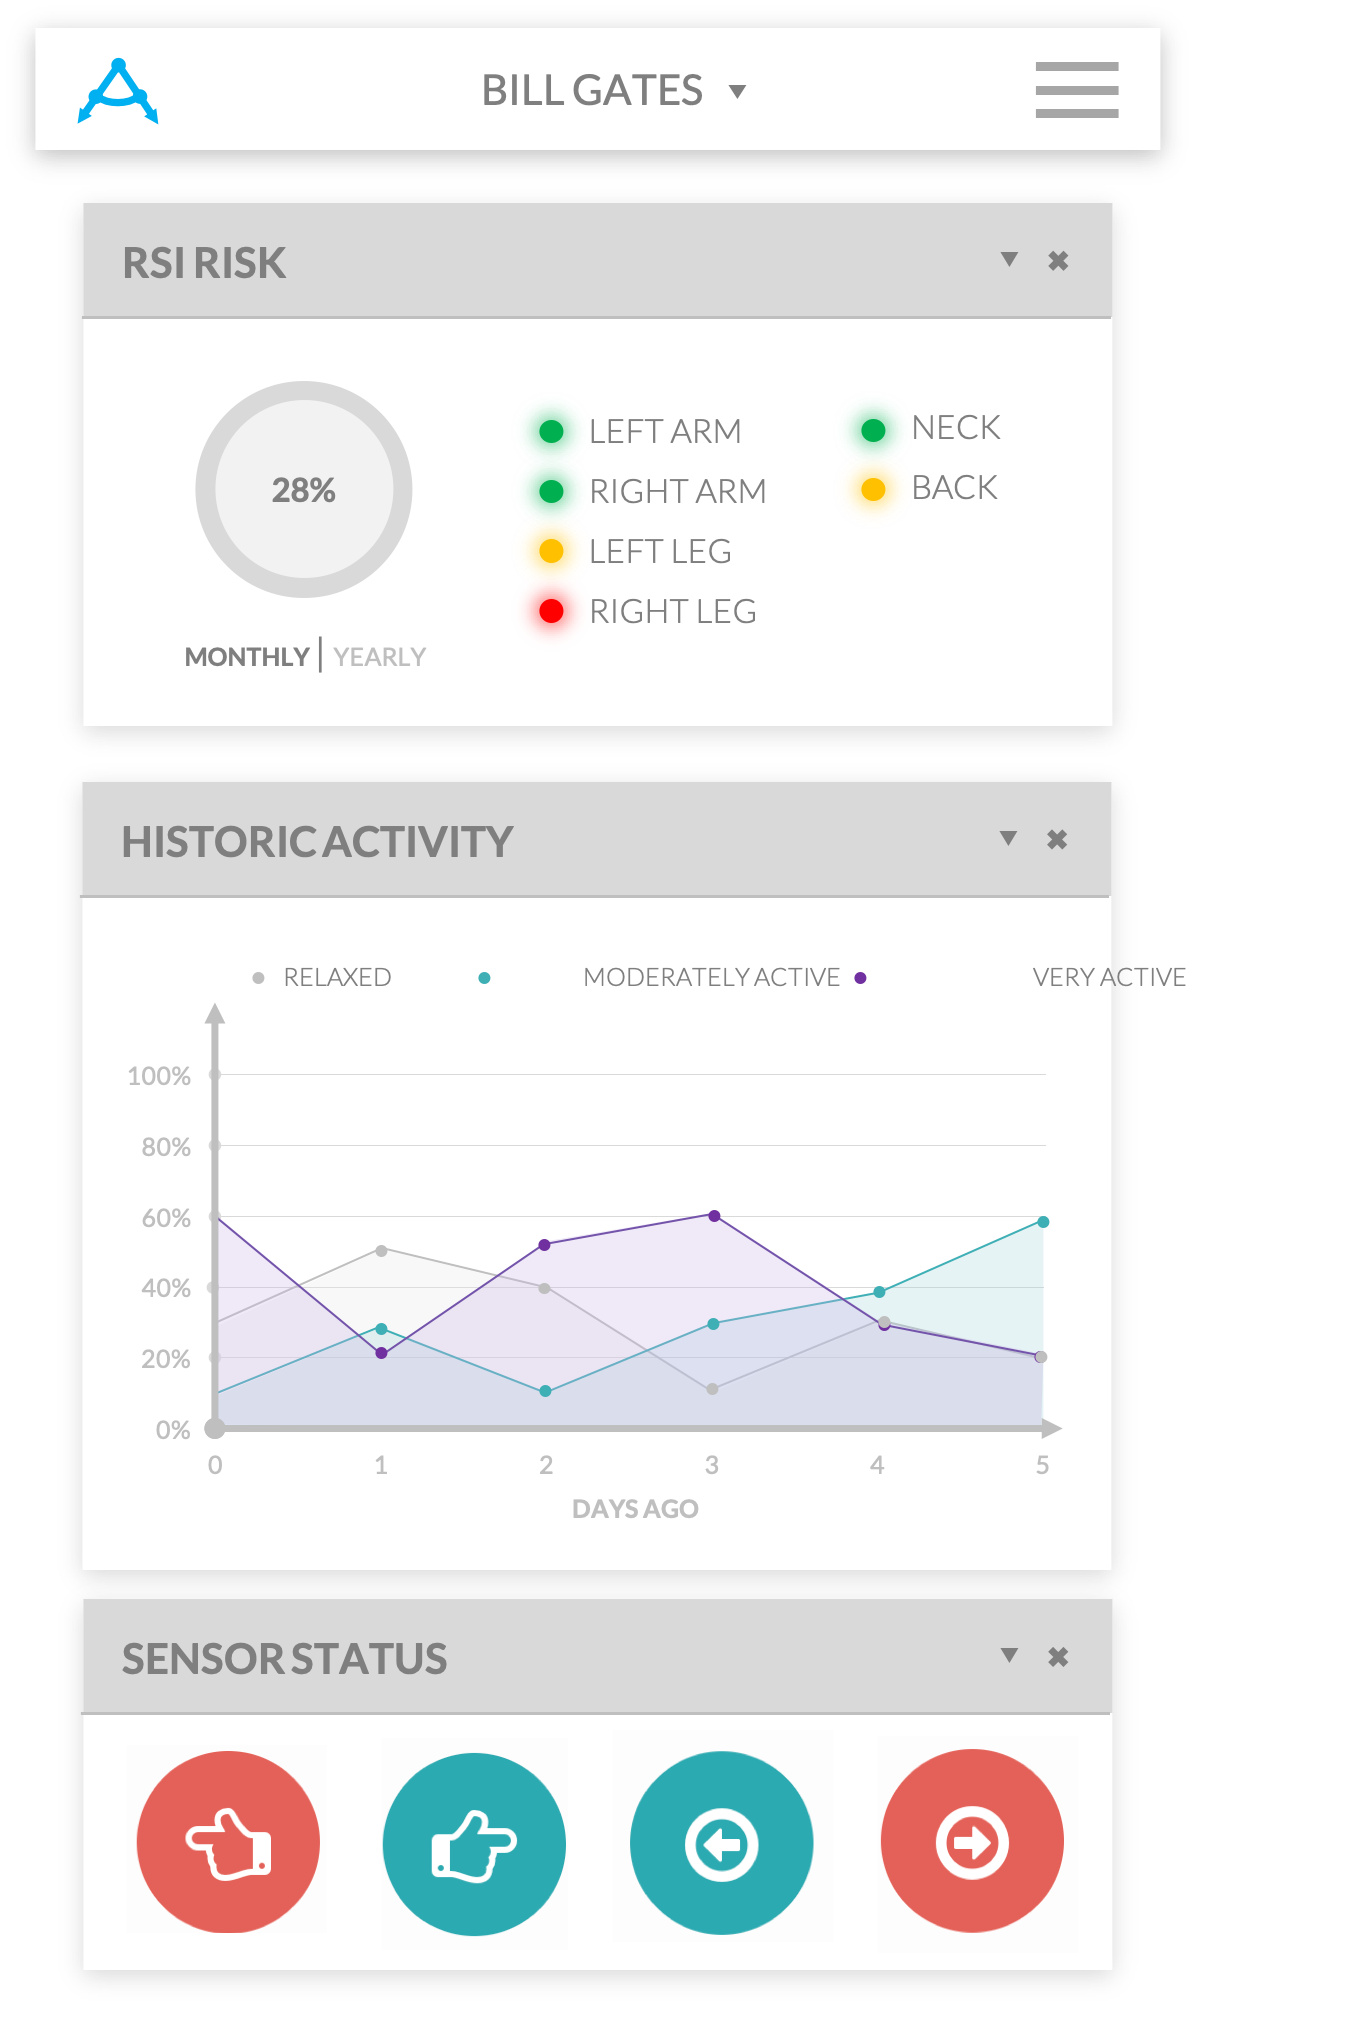 BILL GATES
RSI RISK
28%
MONTHLY YEARLY
LEFT ARM
RIGHT ARM
LEFT LEG
RIGHT LEG
NECK
BACK
HISTORIC ACTIVITY
RELAXED MODERATELY ACTIVE VERY ACTIVE
100%
80%
60%
40%
20%
0%
0 1 2 3 4 5
DAYS AGO
SENSOR STATUS